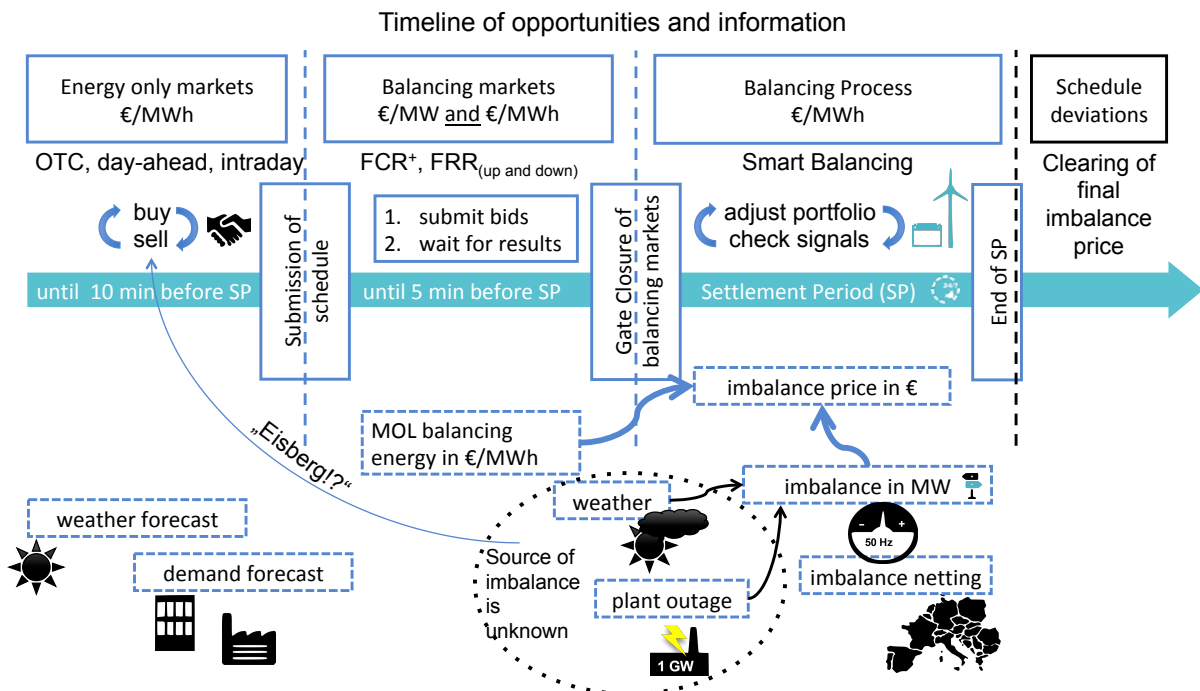 Timeline of opportunities and information
Energy only markets
€/MWh
Balancing markets
€/MW and €/MWh
Balancing Process
€/MWh
Schedule
deviations
OTC, day-ahead, intraday
FCR⁺, FRR(up and down)
Smart Balancing
Clearing of
final
imbalance
price
buy
sell
1. submit bids
2. wait for results
adjust portfolio
check signals
Submission of
schedule
Gate Closure of
balancing markets
End of SP
until 10 min before SP
until 5 min before SP
Settlement Period (SP)
imbalance price in €
MOL balancing
energy in €/MWh
„Eisberg!?“
weather
imbalance in MW
weather forecast
demand forecast
Source of
imbalance
is
unknown
plant outage
1 GW
– +
50 Hz
imbalance netting